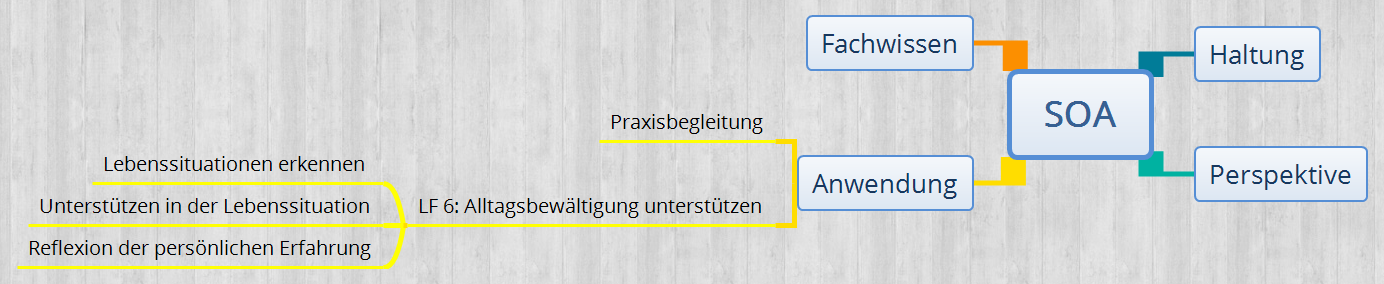 Fachwissen
Haltung
SOA
Praxisbegleitung
Lebenssituationen erkennen
Anwendung
Perspektive
Unterstützen in der Lebenssituation
LF 6: Alltagsbewältigung unterstützen
Reflexion der persönlichen Erfahrung